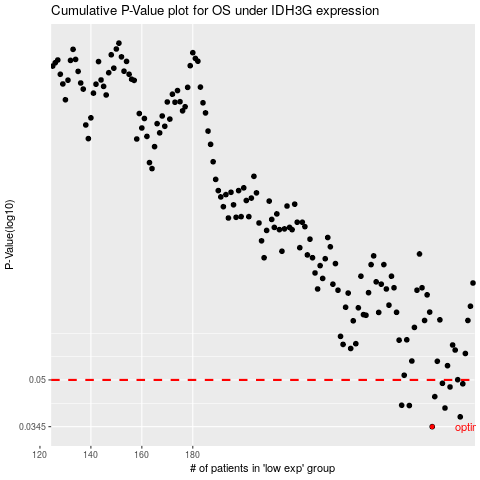 Cumulative P-Value plot for OS under IDH3G expression
P-Value(log10)
0.05
0.0345
optir
120 140 160 180
# of patients in 'low exp' group